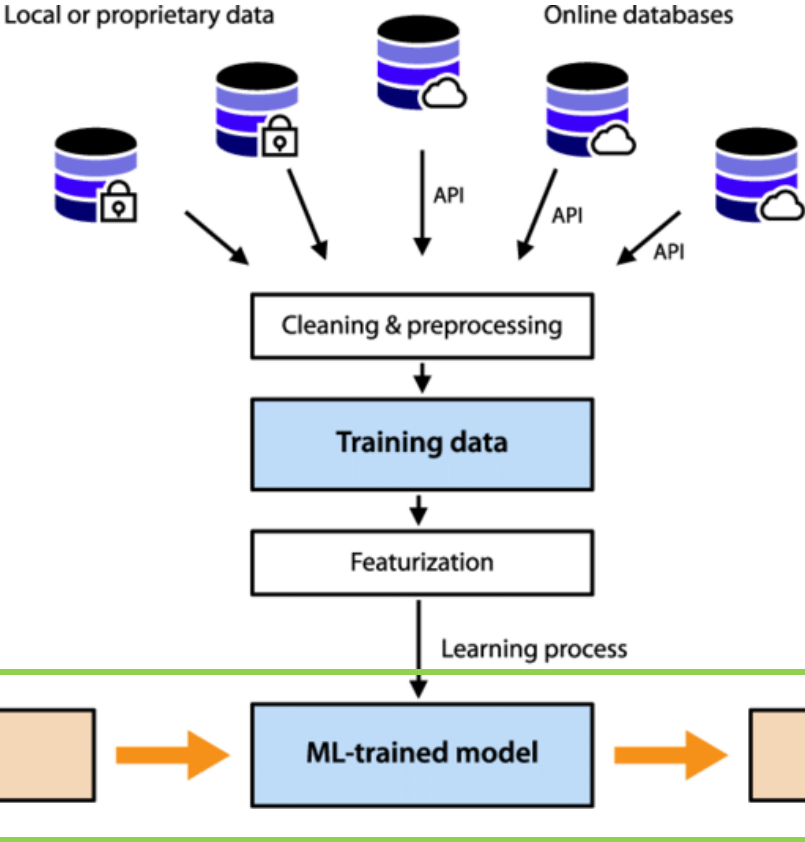 Local or proprietary data
Online databases
API
API
API
Cleaning & preprocessing
Training data
Featurization
Learning process
ML-trained model